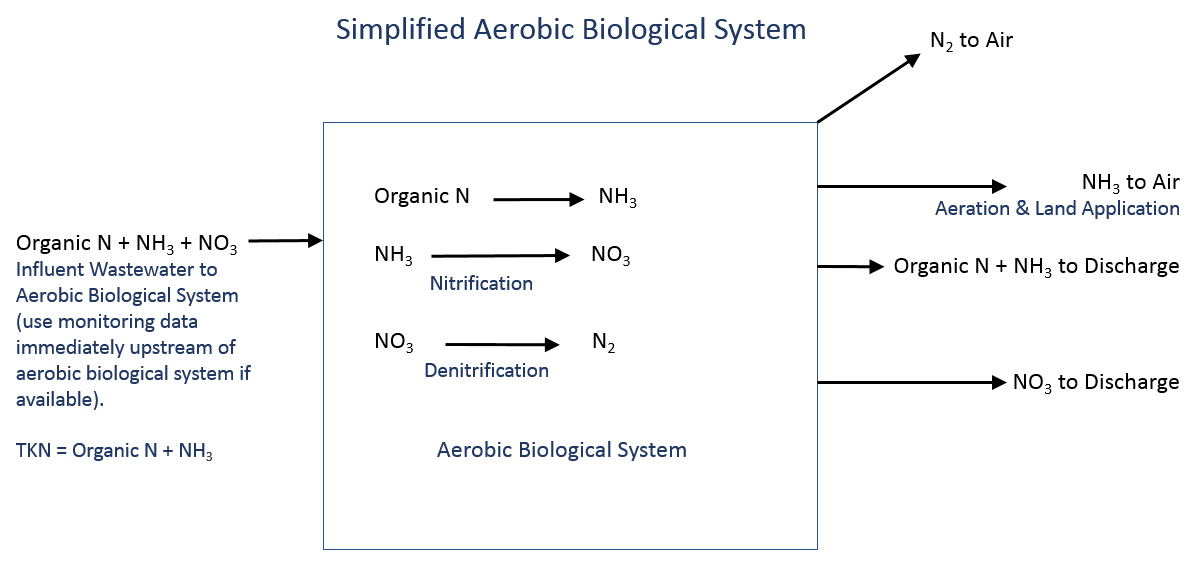 Simplified Aerobic Biological System
N₂ to Air
Organic N
NH₃
NH₃ to Air
Aeration & Land Application
Organic N + NH₃ + NO₃
Influent Wastewater to
Aerobic Biological System
(use monitoring data
immediately upstream of
aerobic biological system if
available).
TKN = Organic N + NH₃
NH₃
NO₃
Nitrification
Organic N + NH₃ to Discharge
NO₃
N₂
Denitrification
NO₃ to Discharge
Aerobic Biological System